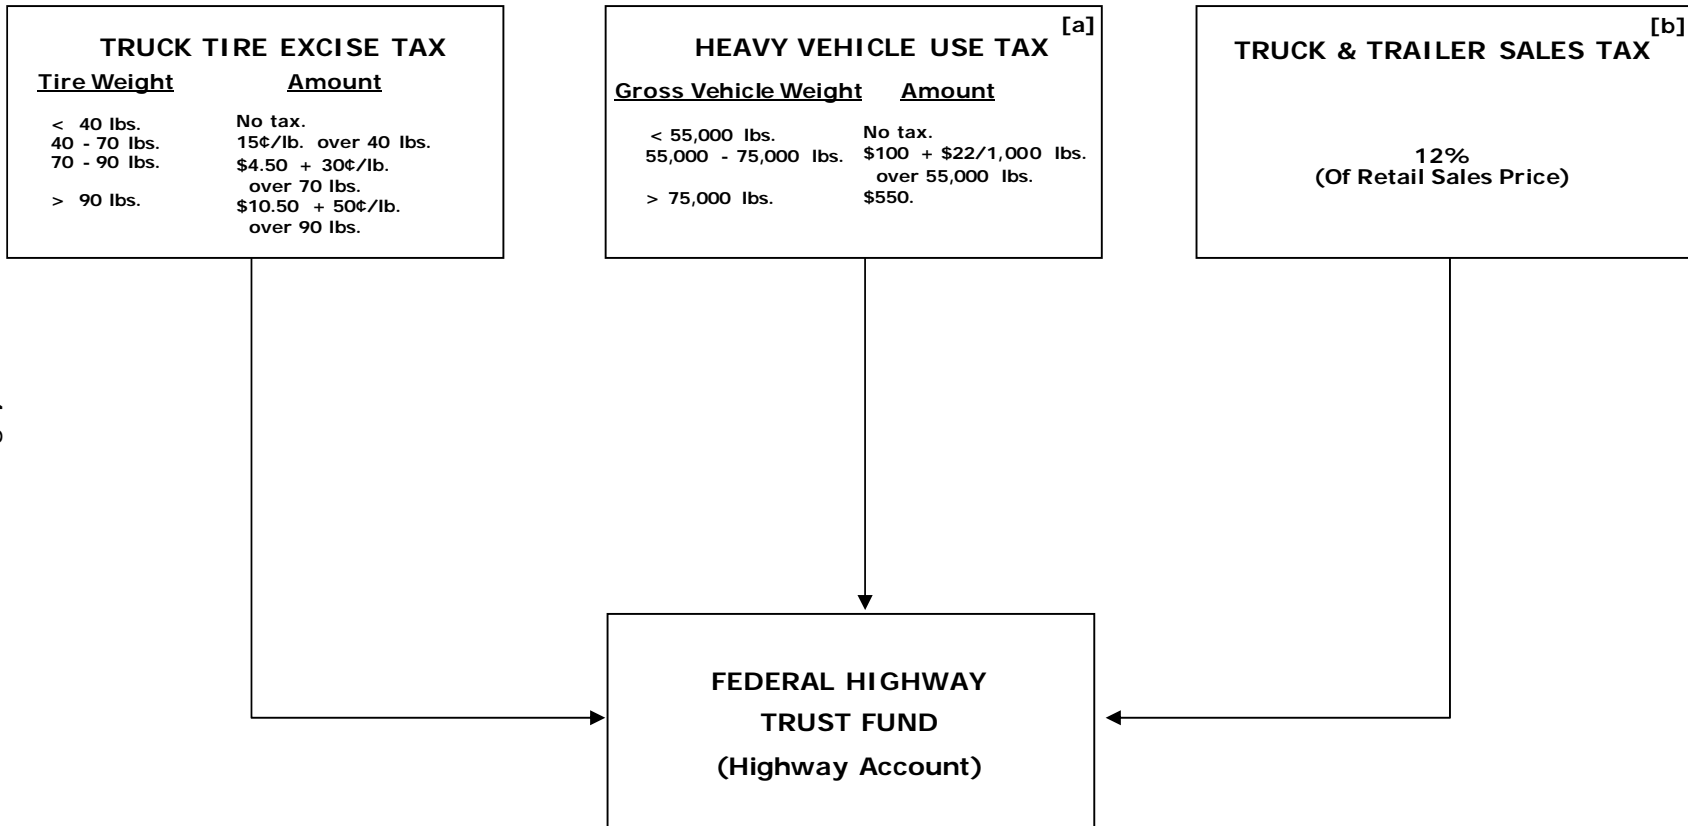 TRUCK TIRE EXCISE TAX
Tire Weight Amount
< 40 lbs. No tax.
40 - 70 lbs. 15¢/lb. over 40 lbs.
70 - 90 lbs. $4.50 + 30¢/lb.
over 70 lbs.
> 90 lbs. $10.50 + 50¢/lb.
over 90 lbs.
[a]
HEAVY VEHICLE USE TAX
Gross Vehicle Weight Amount
< 55,000 lbs. No tax.
55,000 - 75,000 lbs. $100 + $22/1,000 lbs.
over 55,000 lbs.
> 75,000 lbs. $550.
[b]
TRUCK & TRAILER SALES TAX
12%
(Of Retail Sales Price)
FEDERAL HIGHWAY
TRUST FUND
(Highway Account)